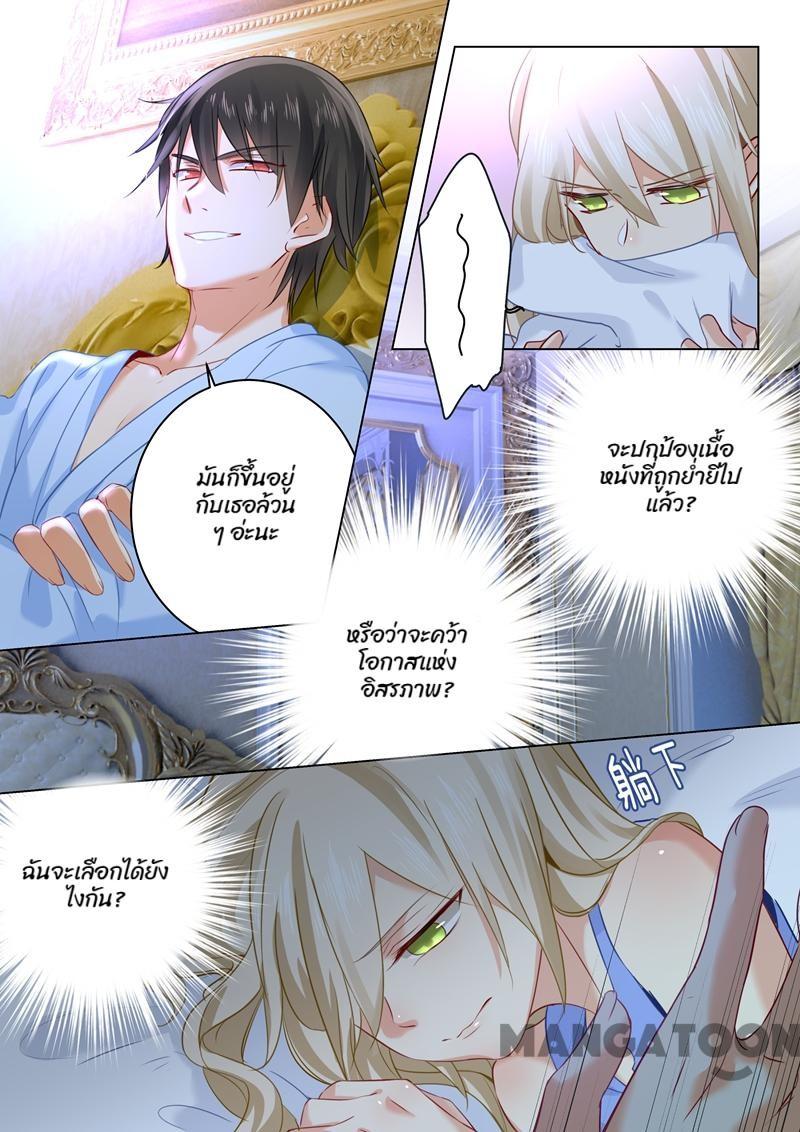 มันก็ขึ้นอยู่
กับเธอล้วน
ๆ อ่ะนะ
จะปกป้องเนื้อ
หนังที่ถูกย่ำยีไป
แล้ว?
หรือว่าจะคว้า
โอกาสแห่ง
อิสรภาพ?
躺下
ฉันจะเลือกได้ยัง
ไงกัน?
MANGATOON